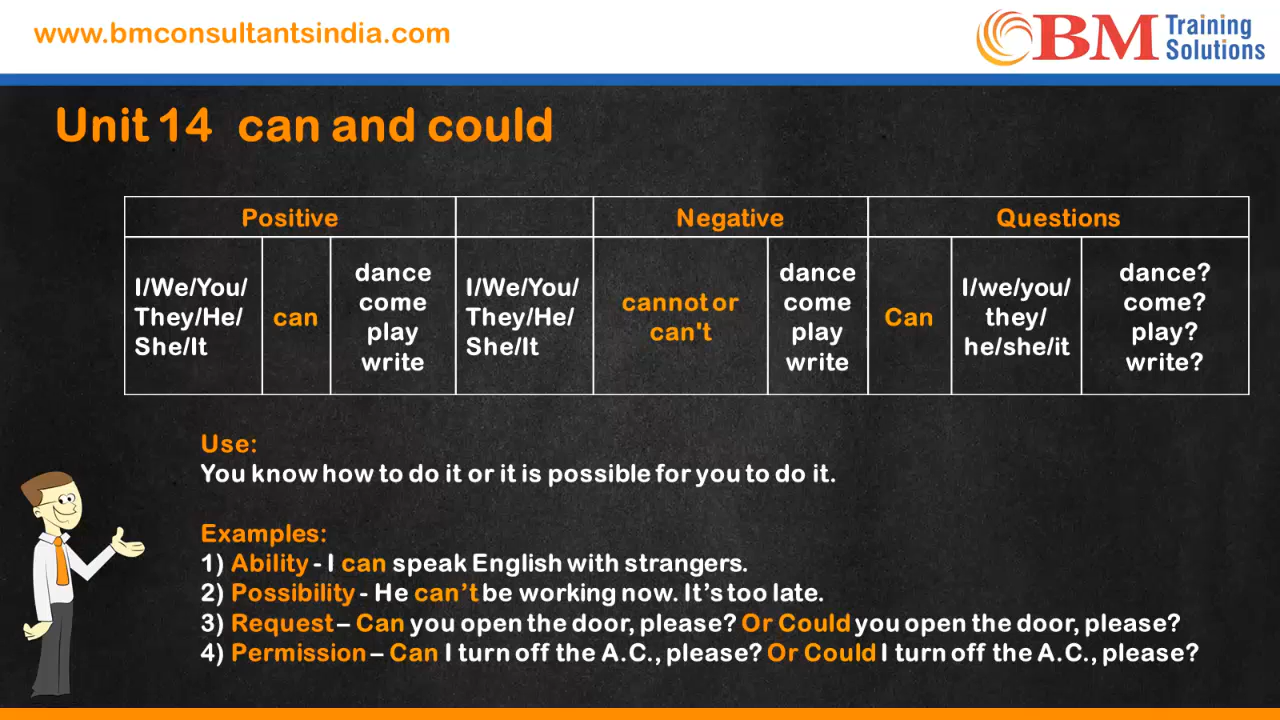 www.bmconsultantsindia.com
BM Training
Solutions
Unit 14 can and could
Positive Negative Questions
I/We/You/
They/He/
She/It
can
dance
come
play
write
I/We/You/
They/He/
She/It
cannot or
can't
dance
come
play
write
Can
I/we/you/
they/
he/she/it
dance?
come?
play?
write?
Use:
You know how to do it or it is possible for you to do it.
Examples:
1) Ability - I can speak English with strangers.
2) Possibility - He can’t be working now. It’s too late.
3) Request – Can you open the door, please? Or Could you open the door, please?
4) Permission – Can I turn off the A.C., please? Or Could I turn off the A.C., please?